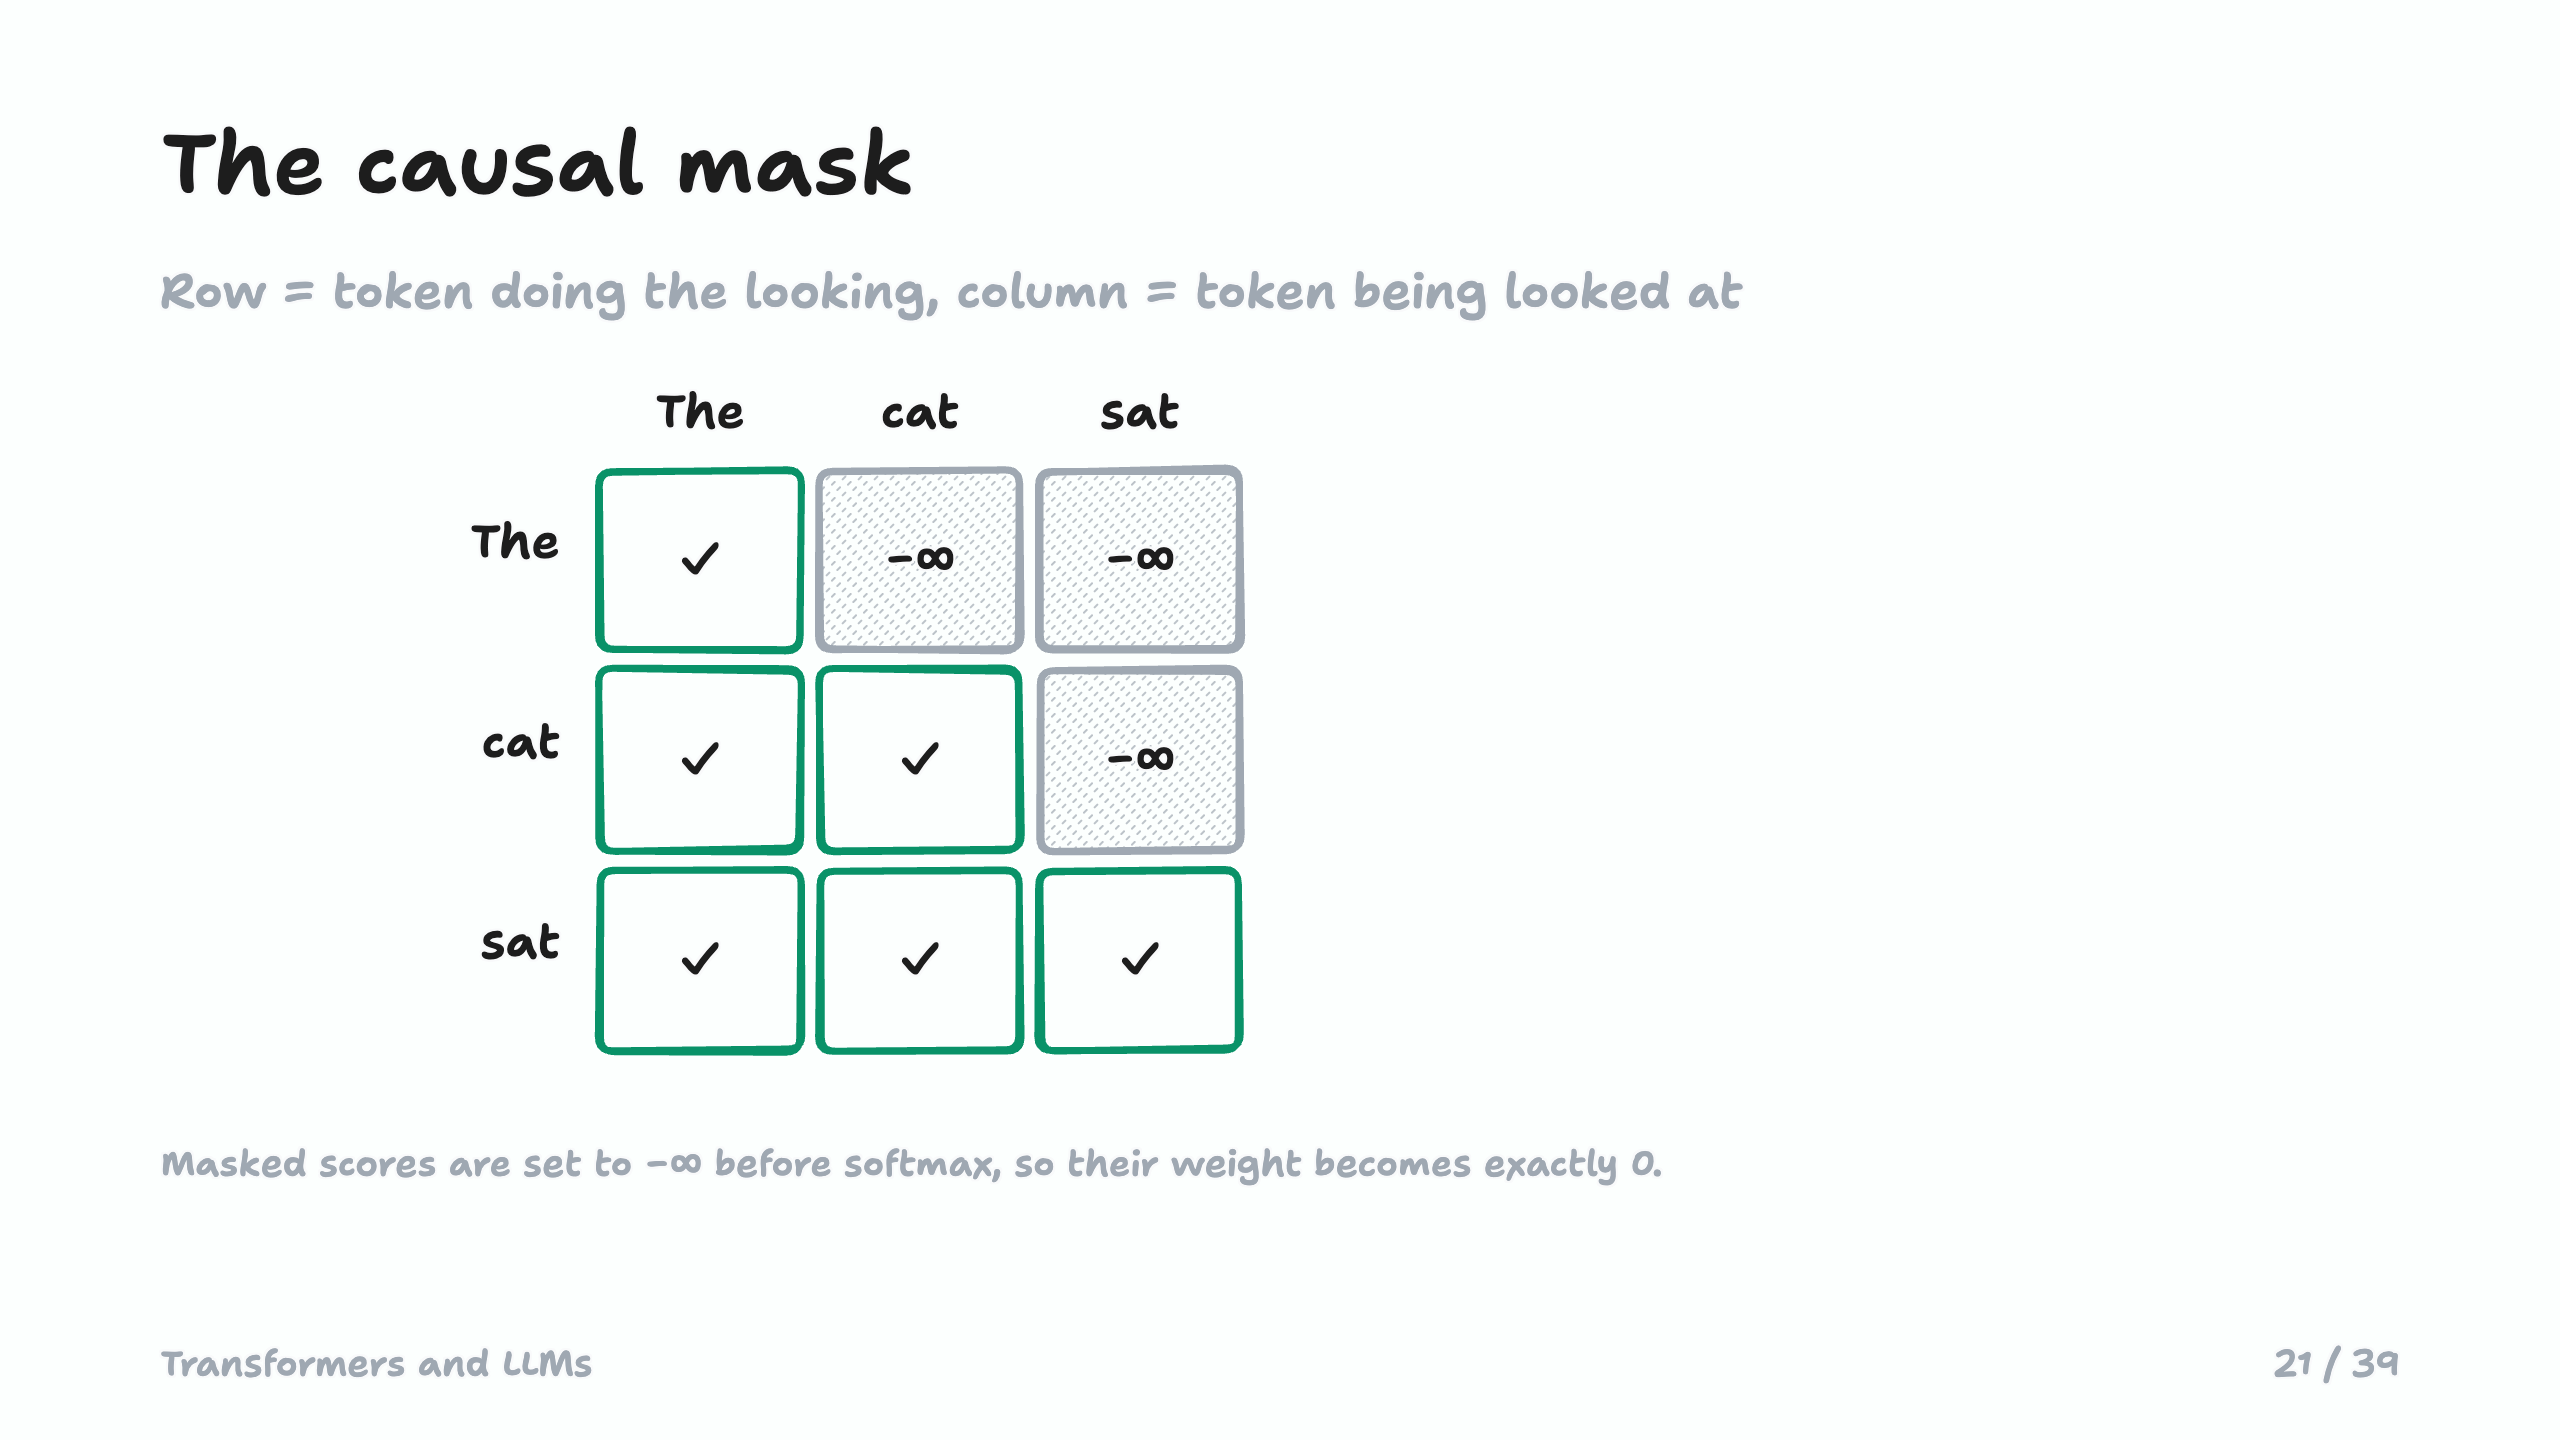 The causal mask
Row = token doing the looking, column = token being looked at
The cat sat
The ✓ -∞ -∞
cat ✓ ✓ -∞
sat ✓ ✓ ✓
Masked scores are set to -∞ before softmax, so their weight becomes exactly 0.
Transformers and LLMs
21 / 39